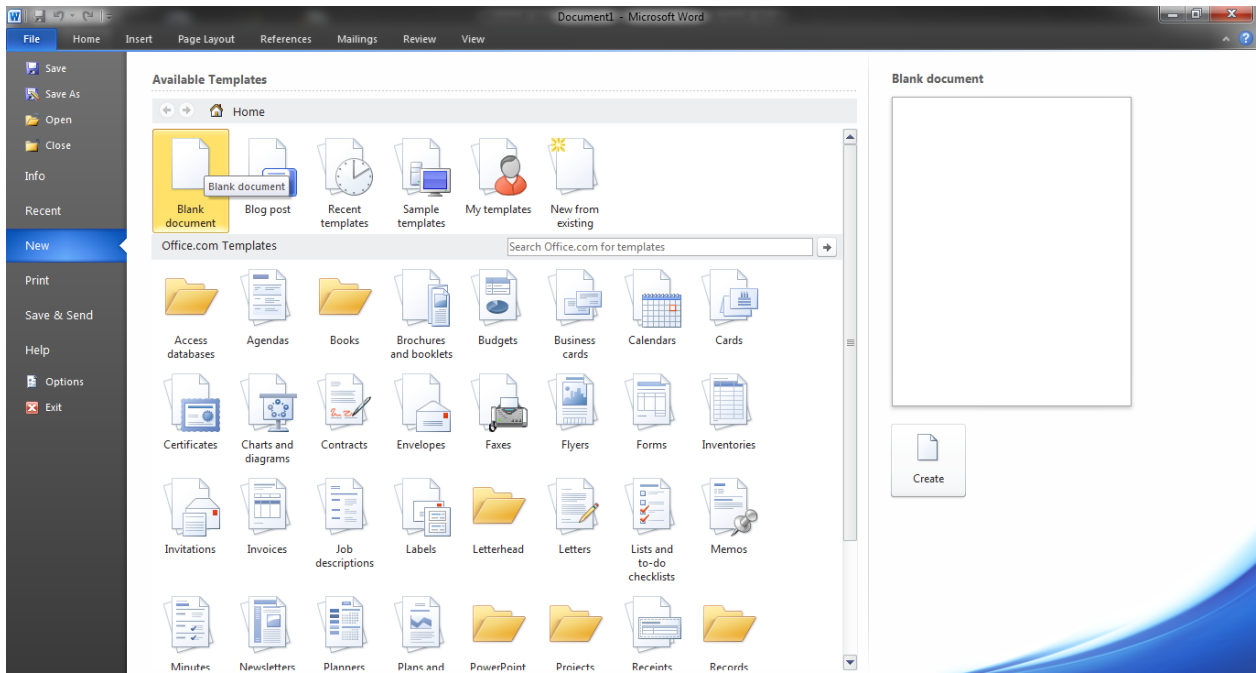 Document1 - Microsoft Word
File Home Insert Page Layout References Mailings Review View
Save
Save As
Open
Close
Info
Recent
New
Print
Save & Send
Help
Options
Exit
Available Templates
Home
Blank document
Blank
document
Blog post
Recent
templates
Sample
templates
My templates
New from
existing
Office.com Templates
Search Office.com for templates
Access
databases
Agendas
Books
Brochures
and booklets
Budgets
Business
cards
Calendars
Cards
Certificates
Charts and
diagrams
Contracts
Envelopes
Faxes
Flyers
Forms
Inventories
Invitations
Invoices
Job
descriptions
Labels
Letterhead
Letters
Lists and
to-do
checklists
Memos
Minutes
Newsletters
Planners
Plans and
PowerPoint
Projects
Receipts
Records
Blank document
Create